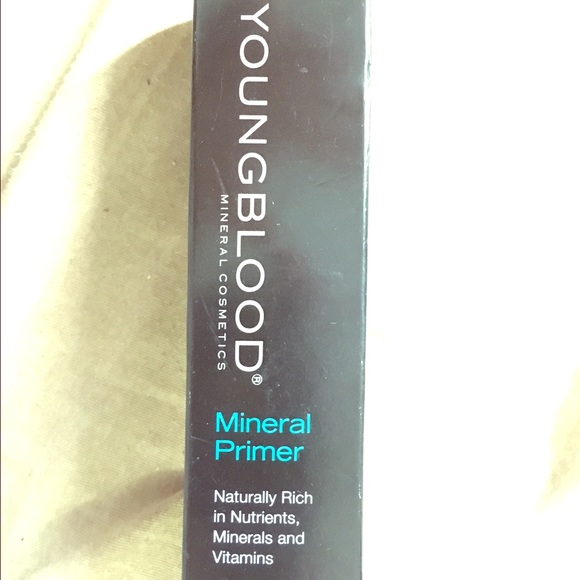 YOUNGBLOOD®
MINERAL COSMETICS
Mineral
Primer
Naturally Rich
in Nutrients,
Minerals and
Vitamins